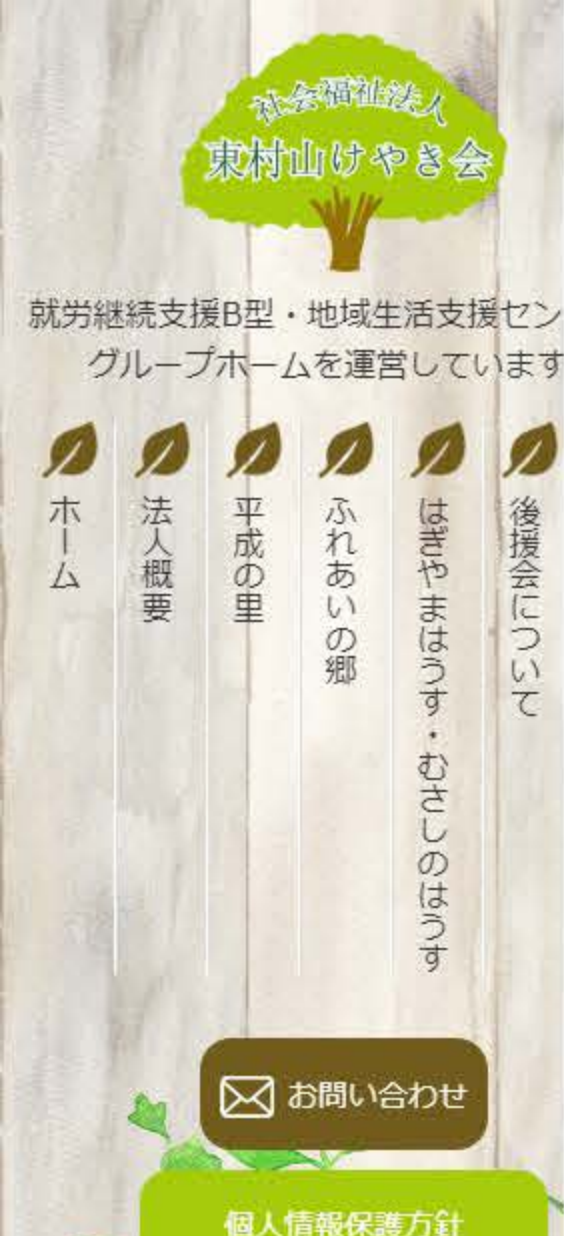 社会福祉法人
東村山けやき会
就労継続支援B型・地域生活支援セン
グループホームを運営しています
ホーム
法人概要
平成の里
ふれあいの郷
はぎやまはうす・むさしのはうす
後援会について
お問い合わせ
個人情報保護方針